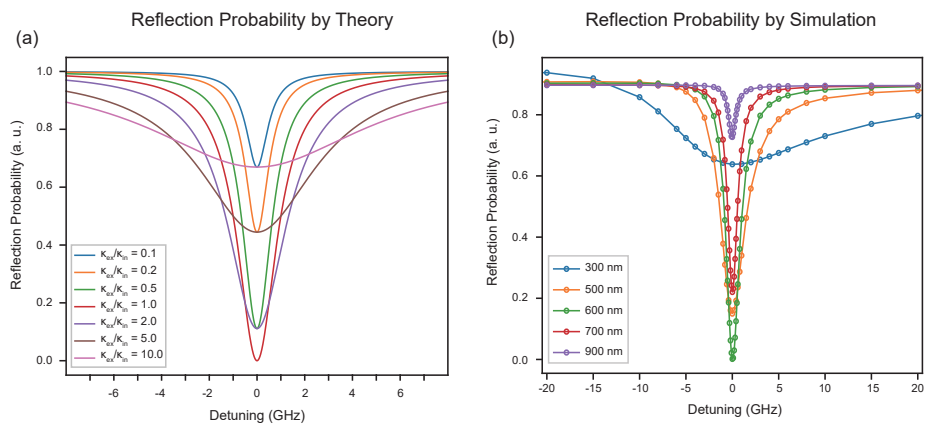 Reflection Probability by Theory
(a)
Reflection Probability (a. u.)
1.0
0.8
0.6
0.4
0.2
0.0
κex/κin = 0.1
κex/κin = 0.2
κex/κin = 0.5
κex/κin = 1.0
κex/κin = 2.0
κex/κin = 5.0
κex/κin = 10.0
-6 -4 -2 0 2 4 6
Detuning (GHz)
Reflection Probability by Simulation
(b)
Reflection Probability (a. u.)
1.0
0.8
0.6
0.4
0.2
0.0
300 nm
500 nm
600 nm
700 nm
900 nm
-20 -15 -10 -5 0 5 10 15 20
Detuning (GHz)